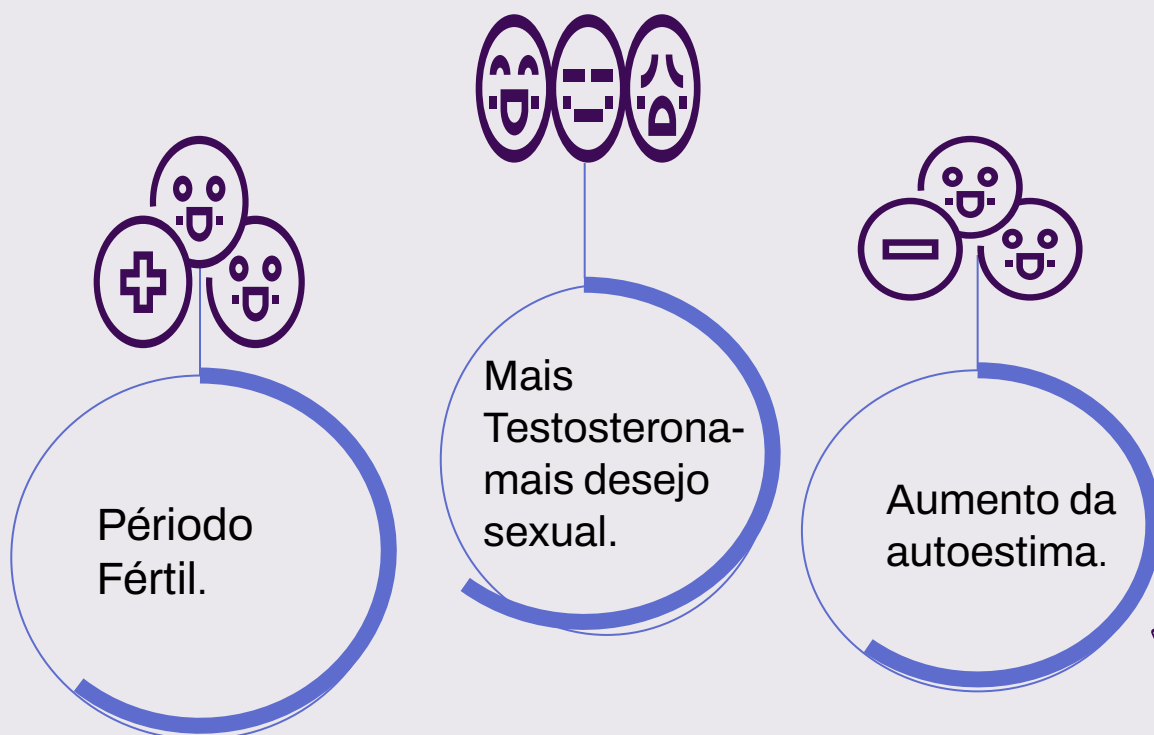 Périodo
Fértil.
Mais
Testosterona-
mais desejo
sexual.
Aumento da
autoestima.